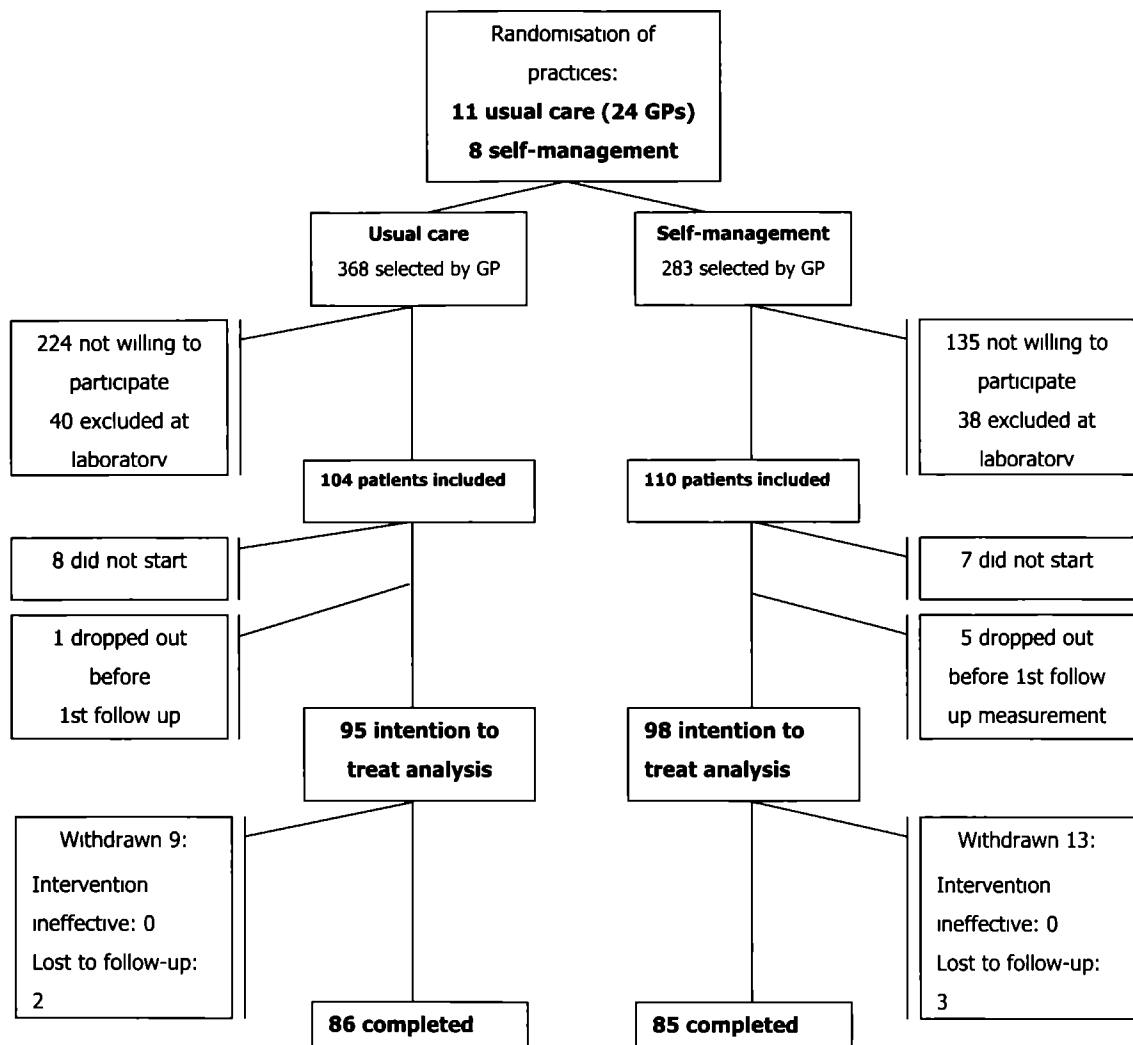 Randomisation of
practices:
11 usual care (24 GPs)
8 self-management
Usual care
368 selected by GP
Self-management
283 selected by GP
224 not willing to
participate
40 excluded at
laboratory
135 not willing to
participate
38 excluded at
laboratory
104 patients included
110 patients included
8 did not start
7 did not start
1 dropped out
before
1st follow up
5 dropped out
before 1st follow
up measurement
95 intention to
treat analysis
98 intention to
treat analysis
Withdrawn 9:
Intervention
ineffective: 0
Lost to follow-up:
2
Withdrawn 13:
Intervention
ineffective: 0
Lost to follow-up:
3
86 completed
85 completed